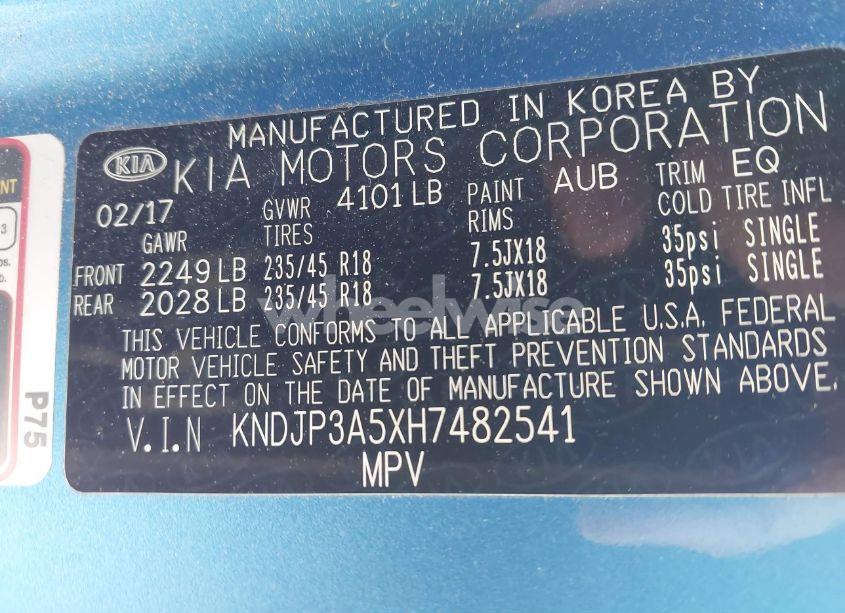 MANUFACTURED IN KOREA BY
KIA KIA MOTORS CORPORATION
02/17 GVWR 4101 LB PAINT AUB TRIM EQ
GAWR TIRES RIMS COLD TIRE INFL
FRONT 2249 LB 235/45 R18 7.5JX18 35psi SINGLE
REAR 2028 LB 235/45 R18 7.5JX18 35psi SINGLE
THIS VEHICLE CONFORMS TO ALL APPLICABLE U.S.A. FEDERAL
MOTOR VEHICLE SAFETY AND THEFT PREVENTION STANDARDS
IN EFFECT ON THE DATE OF MANUFACTURE SHOWN ABOVE.
V.I.N KNDJP3A5XH7482541
MPV
P75
3
wheelwise